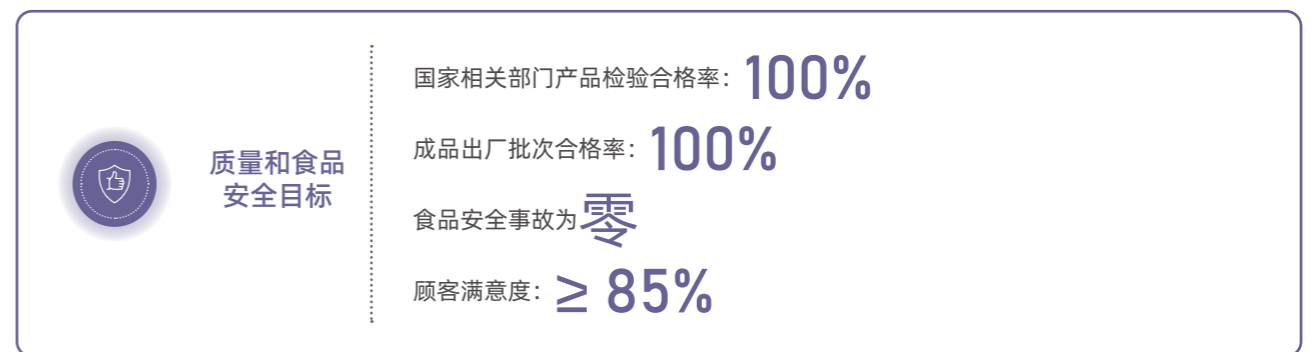 质量和食品
安全目标
国家相关部门产品检验合格率：100%
成品出厂批次合格率：100%
食品安全事故为零
顾客满意度：≥ 85%